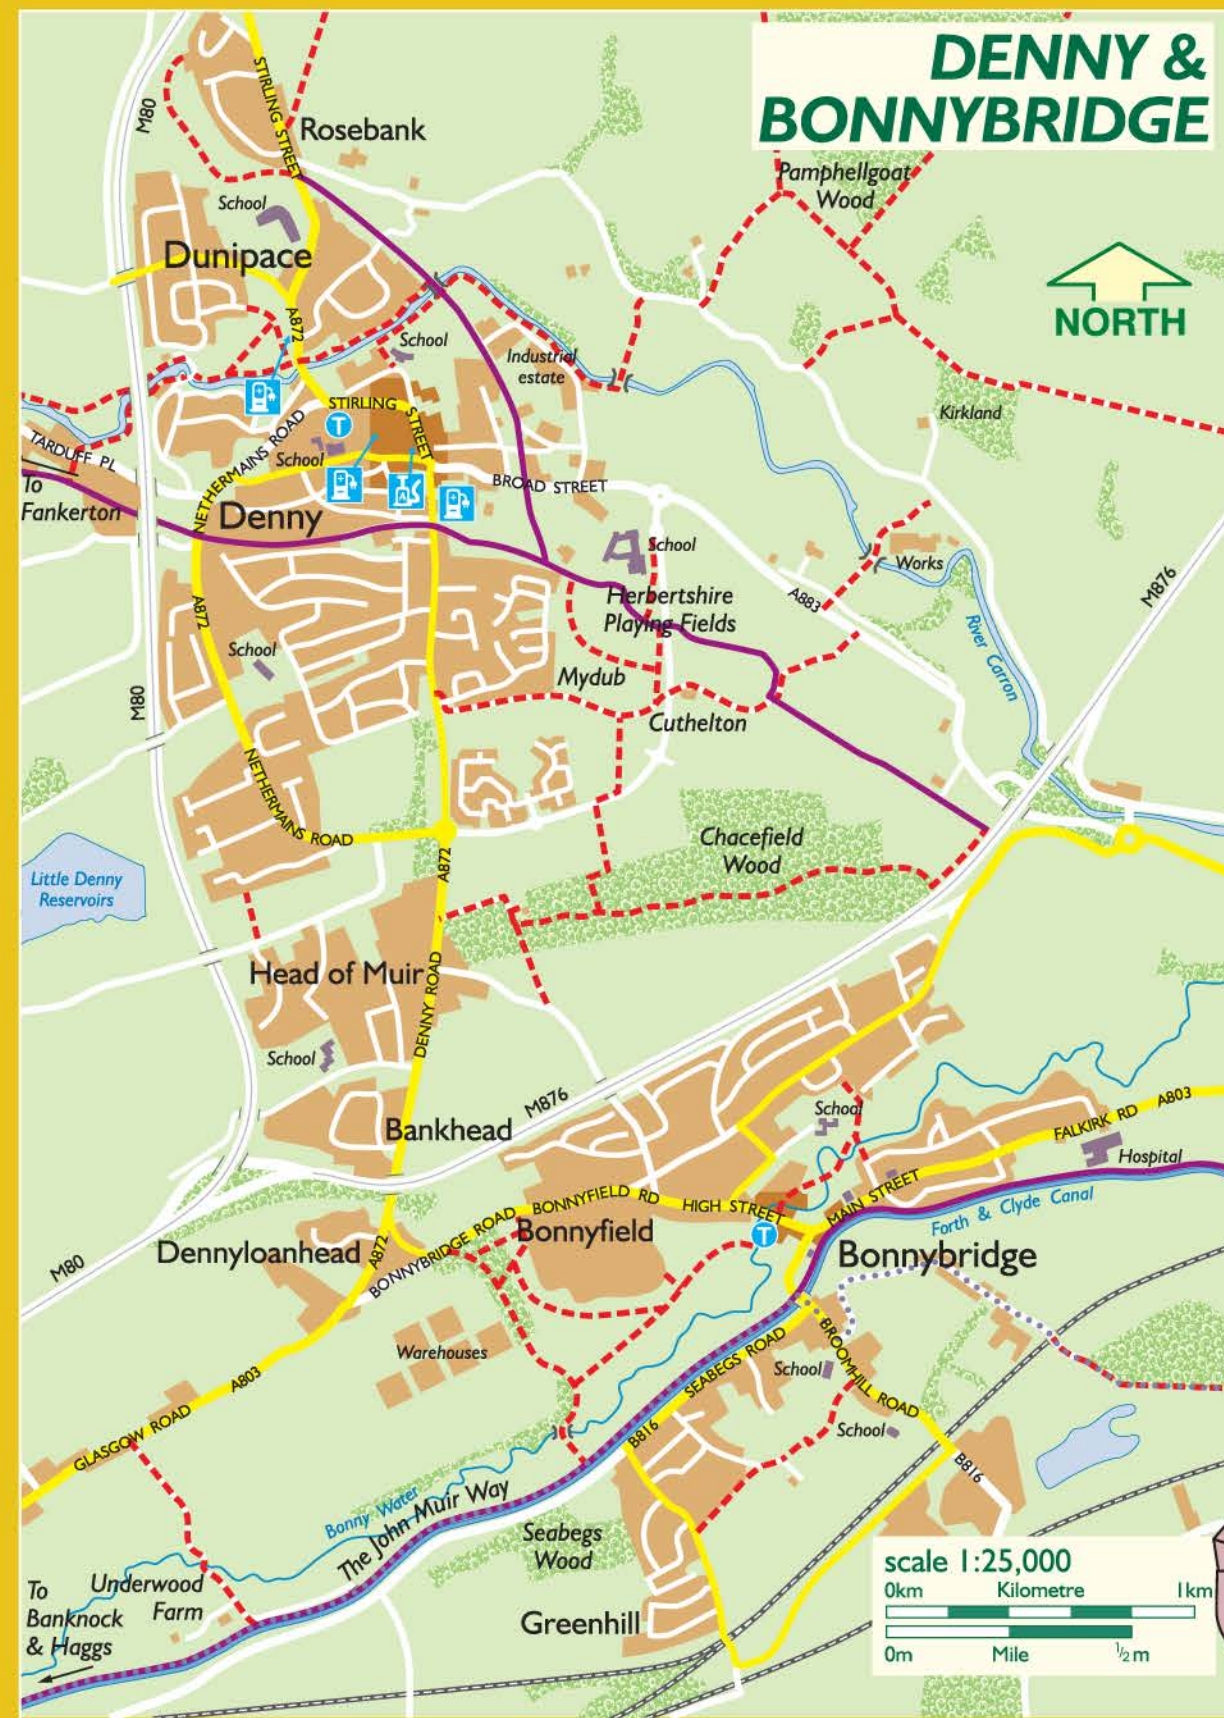 DENNY &
BONNYBRIDGE
STIRLING STREET
M80
Rosebank
Pamphellgoat
Wood
School
Dunipace
NORTH
A872
School
Industrial
estate
Kirkland
STIRLING
STREET
T
TARDUFF PL
NETHERMAINS ROAD
School
To
Fankerton
A
BROAD STREET
Denny
School
Works
M876
Herbertshire
Playing Fields
A883
A872
River Carron
School
Mydub
M80
Cuthelton
NETHERMAINS ROAD
Chacefield
Wood
A872
Little Denny
Reservoirs
Head of Muir
DENNY ROAD
School
M876
Bankhead
School
FALKIRK RD
A803
Hospital
BONNYFIELD RD
HIGH STREET
MAIN STREET
Forth & Clyde Canal
T
Dennyloanhead
A872
BONNYBRIDGE ROAD
Bonnyfield
Bonnybridge
M80
Warehouses
SEABEGS ROAD
BROOMHILL ROAD
School
A803
GLASGOW ROAD
School
B816
B816
Bonny Water
The John Muir Way
Seabegs
Wood
scale 1:25,000
0km
Kilometre
1km
0m
Mile
1/2 m
To
Banknock
& Haggs
Underwood
Farm
Greenhill